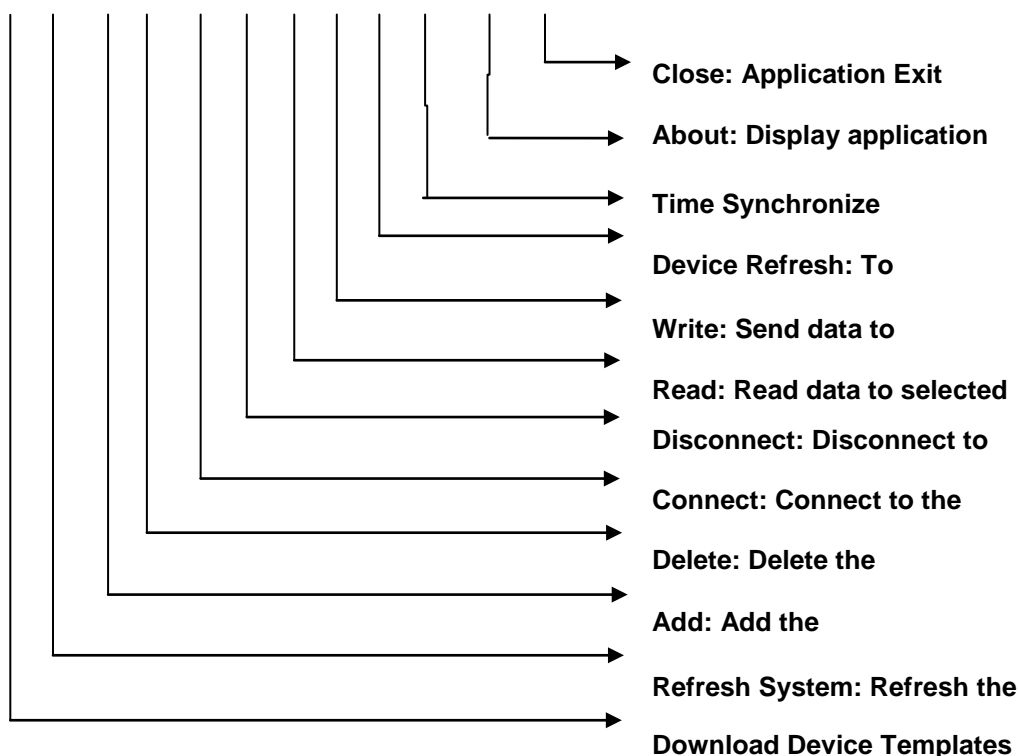 Close: Application Exit
About: Display application
Time Synchronize
Device Refresh: To
Write: Send data to
Read: Read data to selected
Disconnect: Disconnect to
Connect: Connect to the
Delete: Delete the
Add: Add the
Refresh System: Refresh the
Download Device Templates